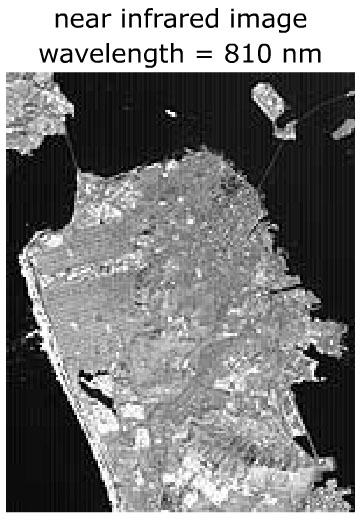 near infrared image
wavelength = 810 nm